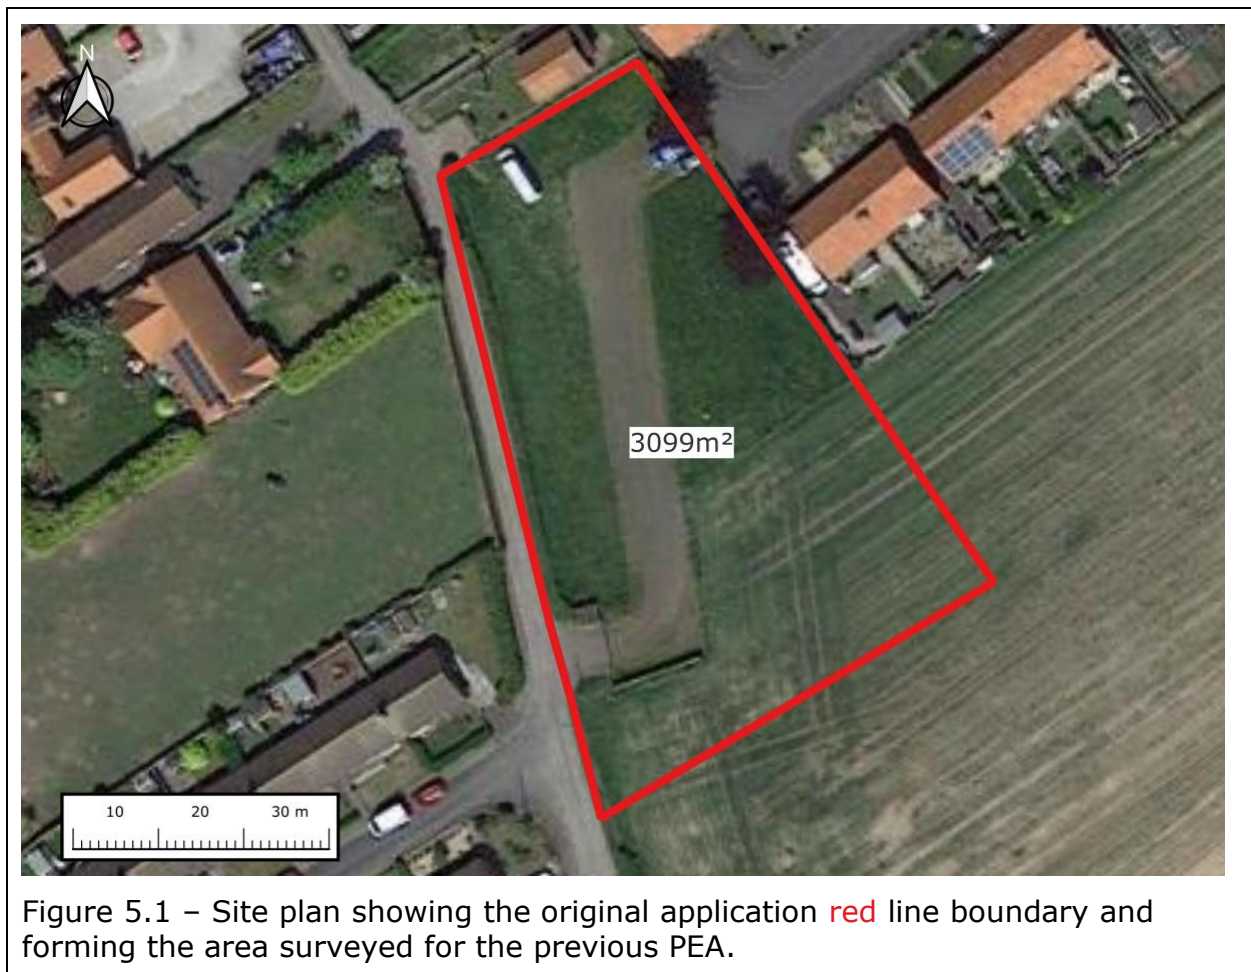 N
3099m²
10 20 30 m
Figure 5.1 – Site plan showing the original application red line boundary and
forming the area surveyed for the previous PEA.